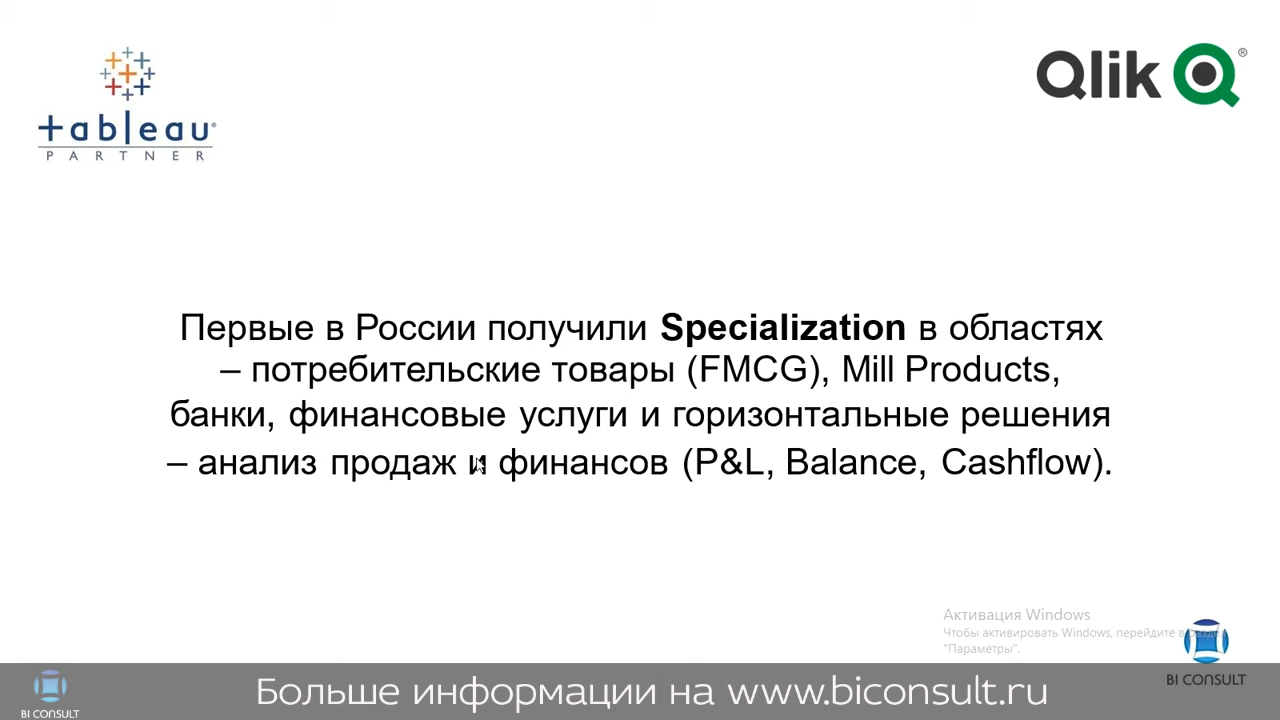 tableau
PARTNER
Qlik
Первые в России получили Specialization в областях
– потребительские товары (FMCG), Mill Products,
банки, финансовые услуги и горизонтальные решения
– анализ продаж и финансов (P&L, Balance, Cashflow).
Активация Windows
Чтобы активировать Windows, перейдите в раздел
"Параметры".
BI CONSULT
Больше информации на www.biconsult.ru
BI CONSULT